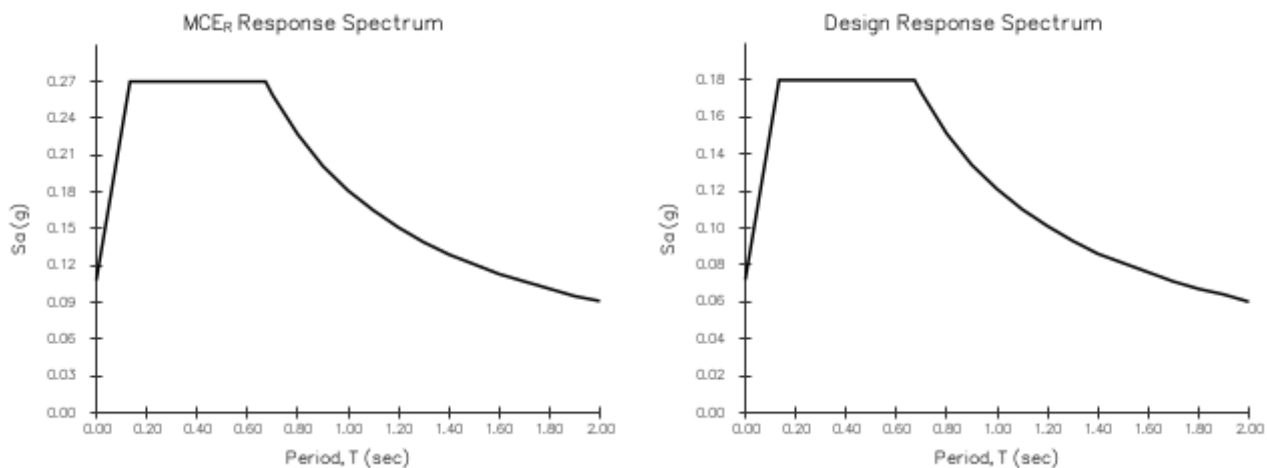 MCER Response Spectrum
0.27
0.24
0.21
0.18
0.15
0.12
0.09
0.06
0.03
0.00
Sa (g)
0.00 0.20 0.40 0.60 0.80 1.00 1.20 1.40 1.60 1.80 2.00
Period, T (sec)
Design Response Spectrum
0.18
0.16
0.14
0.12
0.10
0.08
0.06
0.04
0.02
0.00
Sa (g)
0.00 0.20 0.40 0.60 0.80 1.00 1.20 1.40 1.60 1.80 2.00
Period, T (sec)